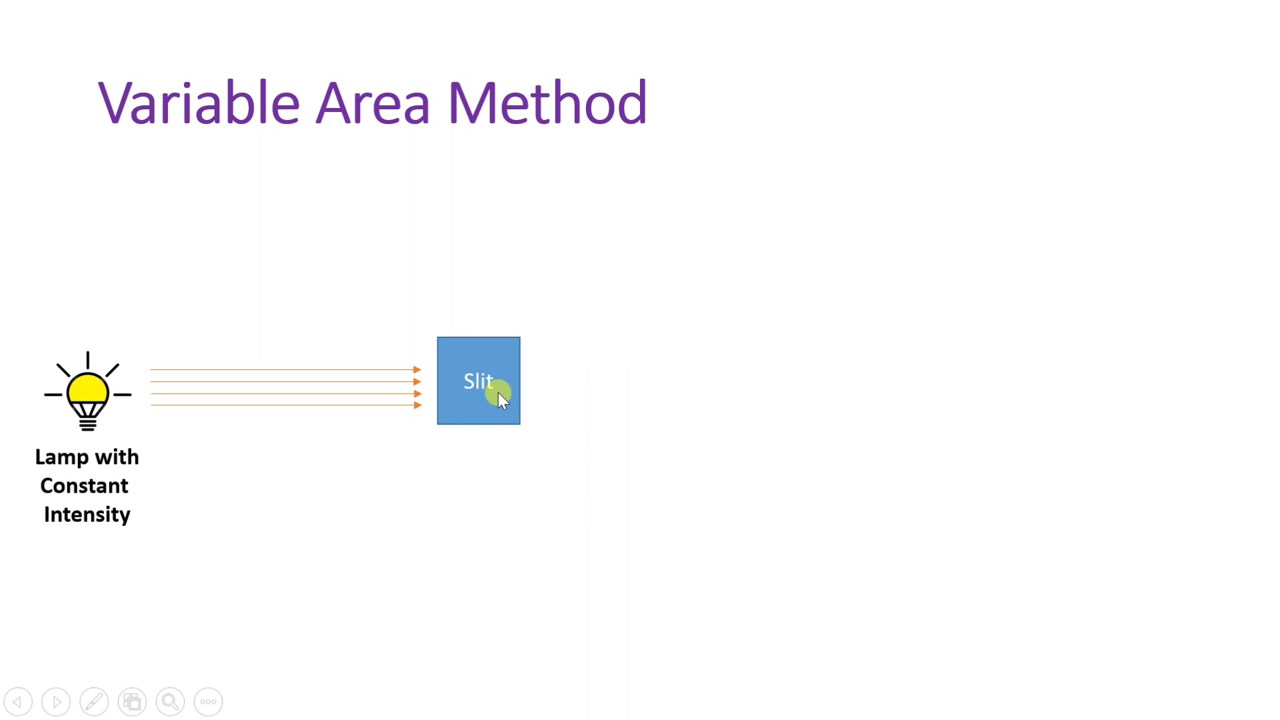 Variable Area Method
Slit
Lamp with
Constant
Intensity